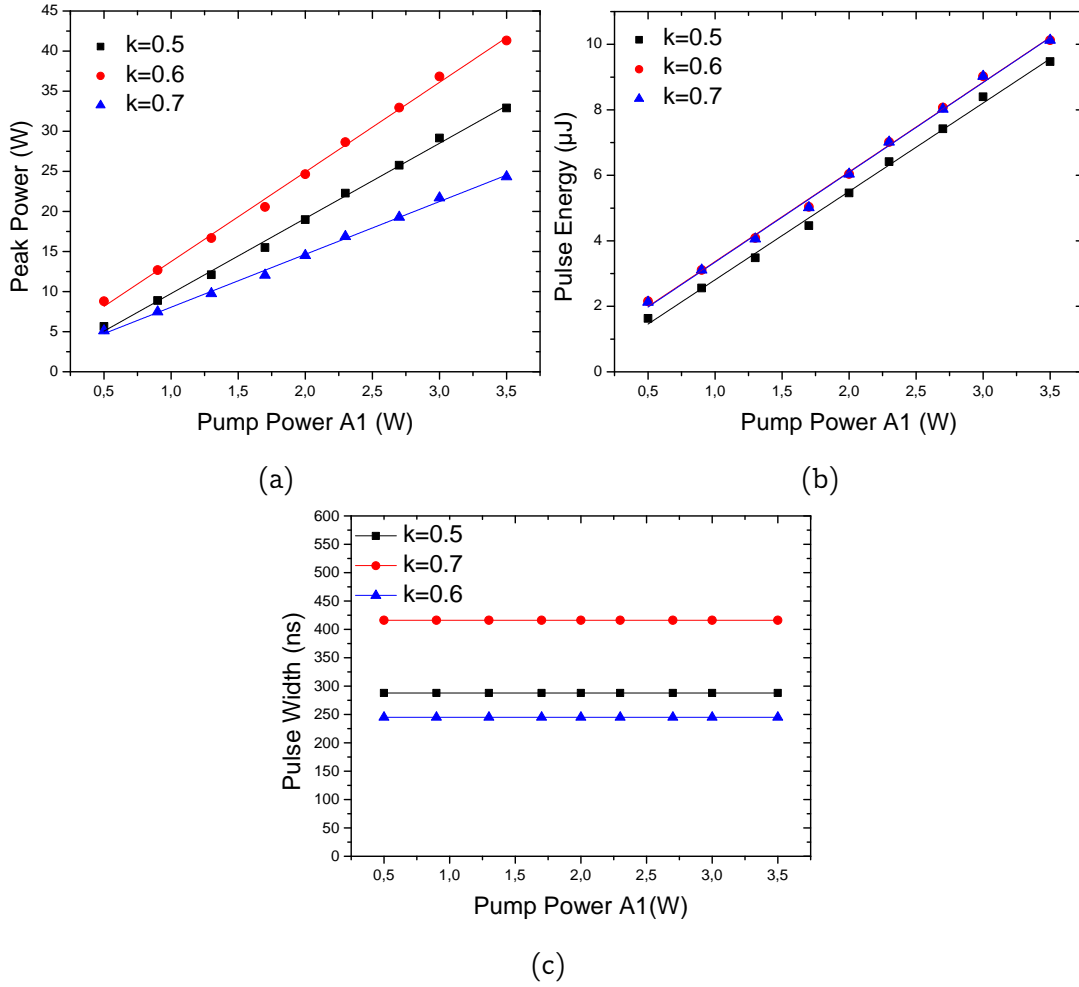 45
40
35
30
25
20
15
10
5
0
Peak Power (W)
k=0.5
k=0.6
k=0.7
0,5 1,0 1,5 2,0 2,5 3,0 3,5
Pump Power A1 (W)
(a)
10
8
6
4
2
0
Pulse Energy (µJ)
k=0.5
k=0.6
k=0.7
0,5 1,0 1,5 2,0 2,5 3,0 3,5
Pump Power A1 (W)
(b)
600
550
500
450
400
350
300
250
200
150
100
50
0
Pulse Width (ns)
k=0.5
k=0.7
k=0.6
0,5 1,0 1,5 2,0 2,5 3,0 3,5
Pump Power A1(W)
(c)